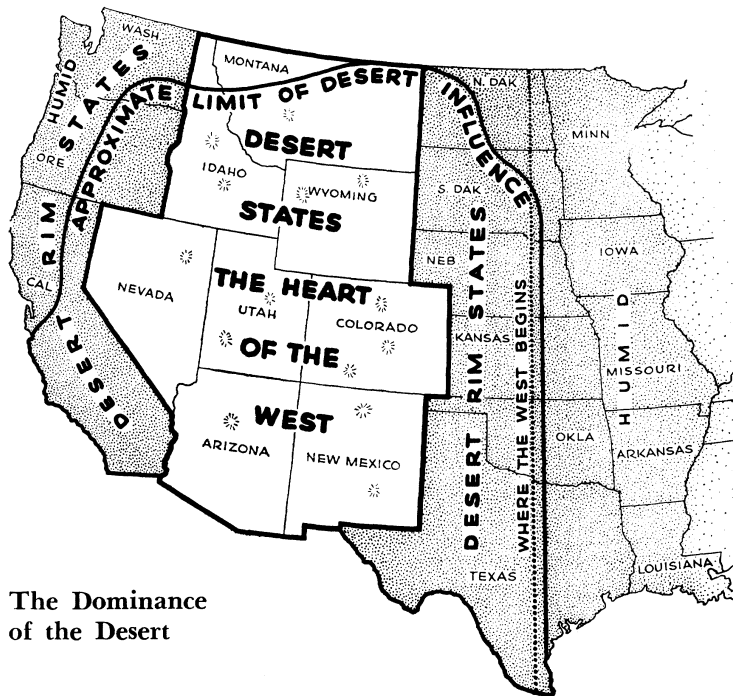 WASH
MONTANA
N. DAK
MINN
HUMID
RIM STATES
APPROXIMATE LIMIT OF DESERT INFLUENCE
ORE
IDAHO
DESERT
WYOMING
STATES
S. DAK
NEB
IOWA
CAL
NEVADA
THE HEART
UTAH
COLORADO
OF THE
KANSAS
MISSOURI
DESERT
WEST
ARIZONA
NEW MEXICO
DESERT RIM STATES
WHERE THE WEST BEGINS
HUMID
OKLA
ARKANSAS
TEXAS
LOUISIANA
The Dominance
of the Desert